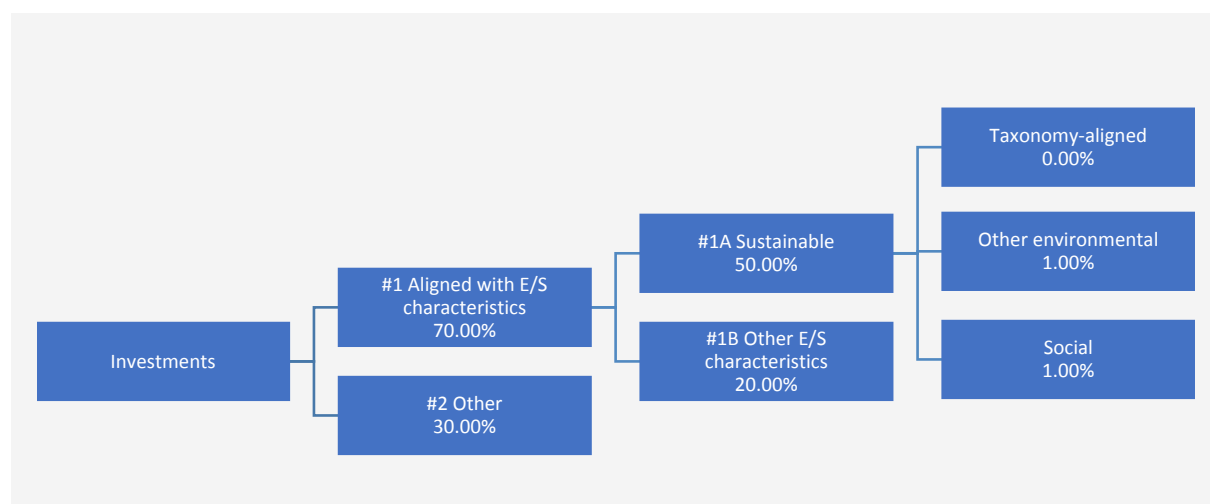 Investments
#1 Aligned with E/S
characteristics
70.00%
#2 Other
30.00%
#1A Sustainable
50.00%
#1B Other E/S
characteristics
20.00%
Taxonomy-aligned
0.00%
Other environmental
1.00%
Social
1.00%